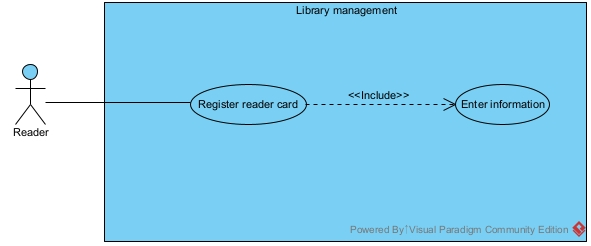 Library management
Register reader card
<<Include>>
Enter information
Reader
Powered By Visual Paradigm Community Edition